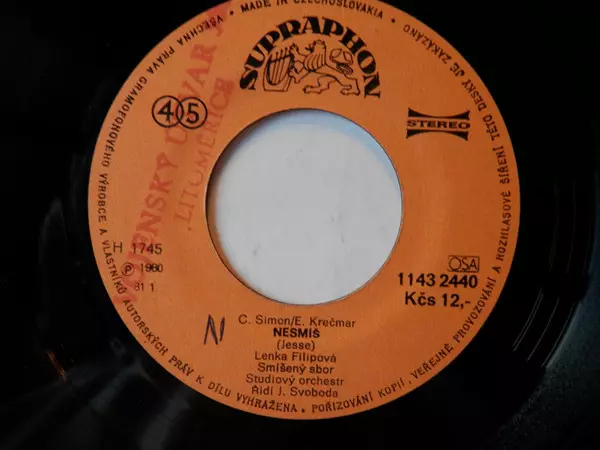 MADE IN CZECHOSLOVAKIA
VŠECHNA PRÁVA GRAMOFONOVÉHO VÝROBCE A VLASTNÍKŮ AUTORSKÝCH PRÁV K DÍLU VYHRAŽENA. POŘIZOVÁNÍ KOPIÍ, VEŘEJNÉ PROVOZOVÁNÍ A ROZHLASOVÉ ŠÍŘENÍ TÉTO DESKY JE ZAKÁZÁNO
SUPRAPHON
45
STEREO
LITOMĚŘICE
H 1745
℗ 1980
81 1
OSA
1143 2440
Kčs 12,-
C. Simon/E. Krečmar
NESMÍŠ
(Jesse)
Lenka Filipová
Smíšený sbor
Studiový orchestr
Řídí J. Svoboda